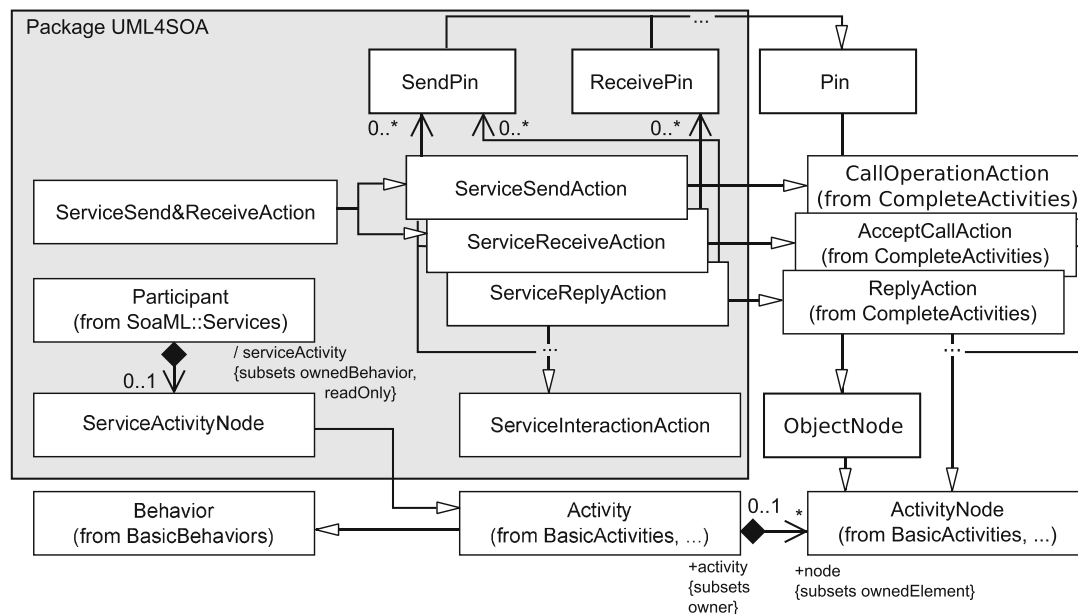 Package UML4SOA
...
SendPin
ReceivePin
Pin
0..*
0..*
0..*
ServiceSend&ReceiveAction
ServiceSendAction
CallOperationAction
(from CompleteActivities)
ServiceReceiveAction
AcceptCallAction
(from CompleteActivities)
ServiceReplyAction
ReplyAction
(from CompleteActivities)
Participant
(from SoaML::Services)
/ serviceActivity
{subsets ownedBehavior,
readOnly}
0..1
...
...
ServiceActivityNode
ServiceInteractionAction
ObjectNode
Behavior
(from BasicBehaviors)
Activity
(from BasicActivities, ...)
0..1
*
ActivityNode
(from BasicActivities, ...)
+activity
{subsets
owner}
+node
{subsets ownedElement}